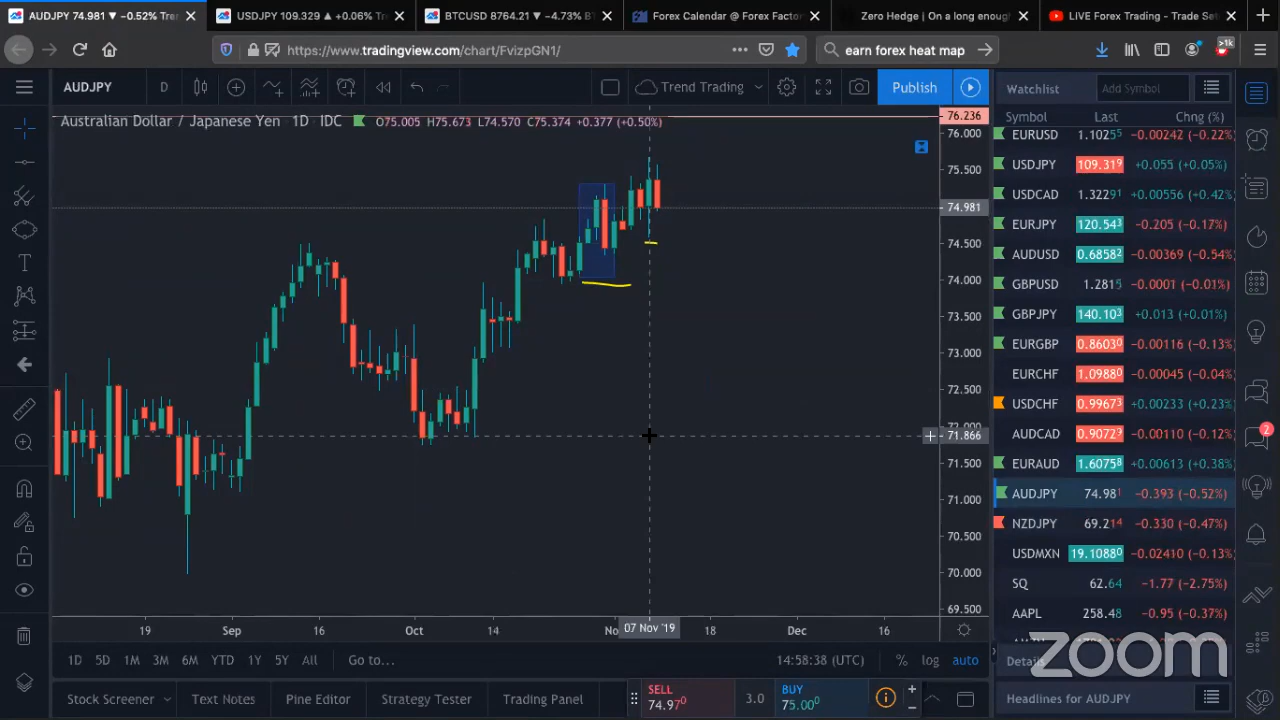 AUDJPY 74.981 ▼ −0.52% Tren
USDJPY 109.329 ▲ +0.06% Tr
BTCUSD 8764.21 ▼ −4.73% B
Forex Calendar @ Forex Facto
Zero Hedge | On a long enoug
LIVE Forex Trading - Trade Se
https://www.tradingview.com/chart/FvizpGN1/
earn forex heat map
>1k
AUDJPY
D
Trend Trading
Publish
Watchlist
Add Symbol
Australian Dollar / Japanese Yen 1D IDC
O75.005 H75.673 L74.570 C75.374 +0.377 (+0.50%)
Symbol Last Chng (%)
EURUSD 1.10255 −0.00242 (−0.22%)
USDJPY 109.319 +0.055 (+0.05%)
USDCAD 1.32291 +0.00556 (+0.42%)
EURJPY 120.543 −0.205 (−0.17%)
AUDUSD 0.68582 −0.00369 (−0.54%)
GBPUSD 1.2815 −0.0001 (−0.01%)
GBPJPY 140.103 +0.013 (+0.01%)
EURGBP 0.86030 −0.00116 (−0.13%)
EURCHF 1.09880 −0.00045 (−0.04%)
USDCHF 0.99673 +0.00233 (+0.23%)
AUDCAD 0.90729 −0.00110 (−0.12%)
EURAUD 1.60758 +0.00613 (+0.38%)
AUDJPY 74.981 −0.393 (−0.52%)
NZDJPY 69.214 −0.330 (−0.47%)
USDMXN 19.10880 −0.02410 (−0.13%)
SQ 62.64 −1.77 (−2.75%)
AAPL 258.48 −0.95 (−0.37%)
76.236
76.000
75.500
74.981
74.500
74.000
73.500
73.000
72.500
72.000
71.866
71.500
71.000
70.500
70.000
69.500
2
19 Sep 16 Oct 14 No 07 Nov '19 18 Dec 16
1D 5D 1M 3M 6M YTD 1Y 5Y All Go to...
14:58:38 (UTC) % log auto
Details
zoom
Stock Screener Text Notes Pine Editor Strategy Tester Trading Panel
SELL
74.970
3.0
BUY
75.000
Headlines for AUDJPY